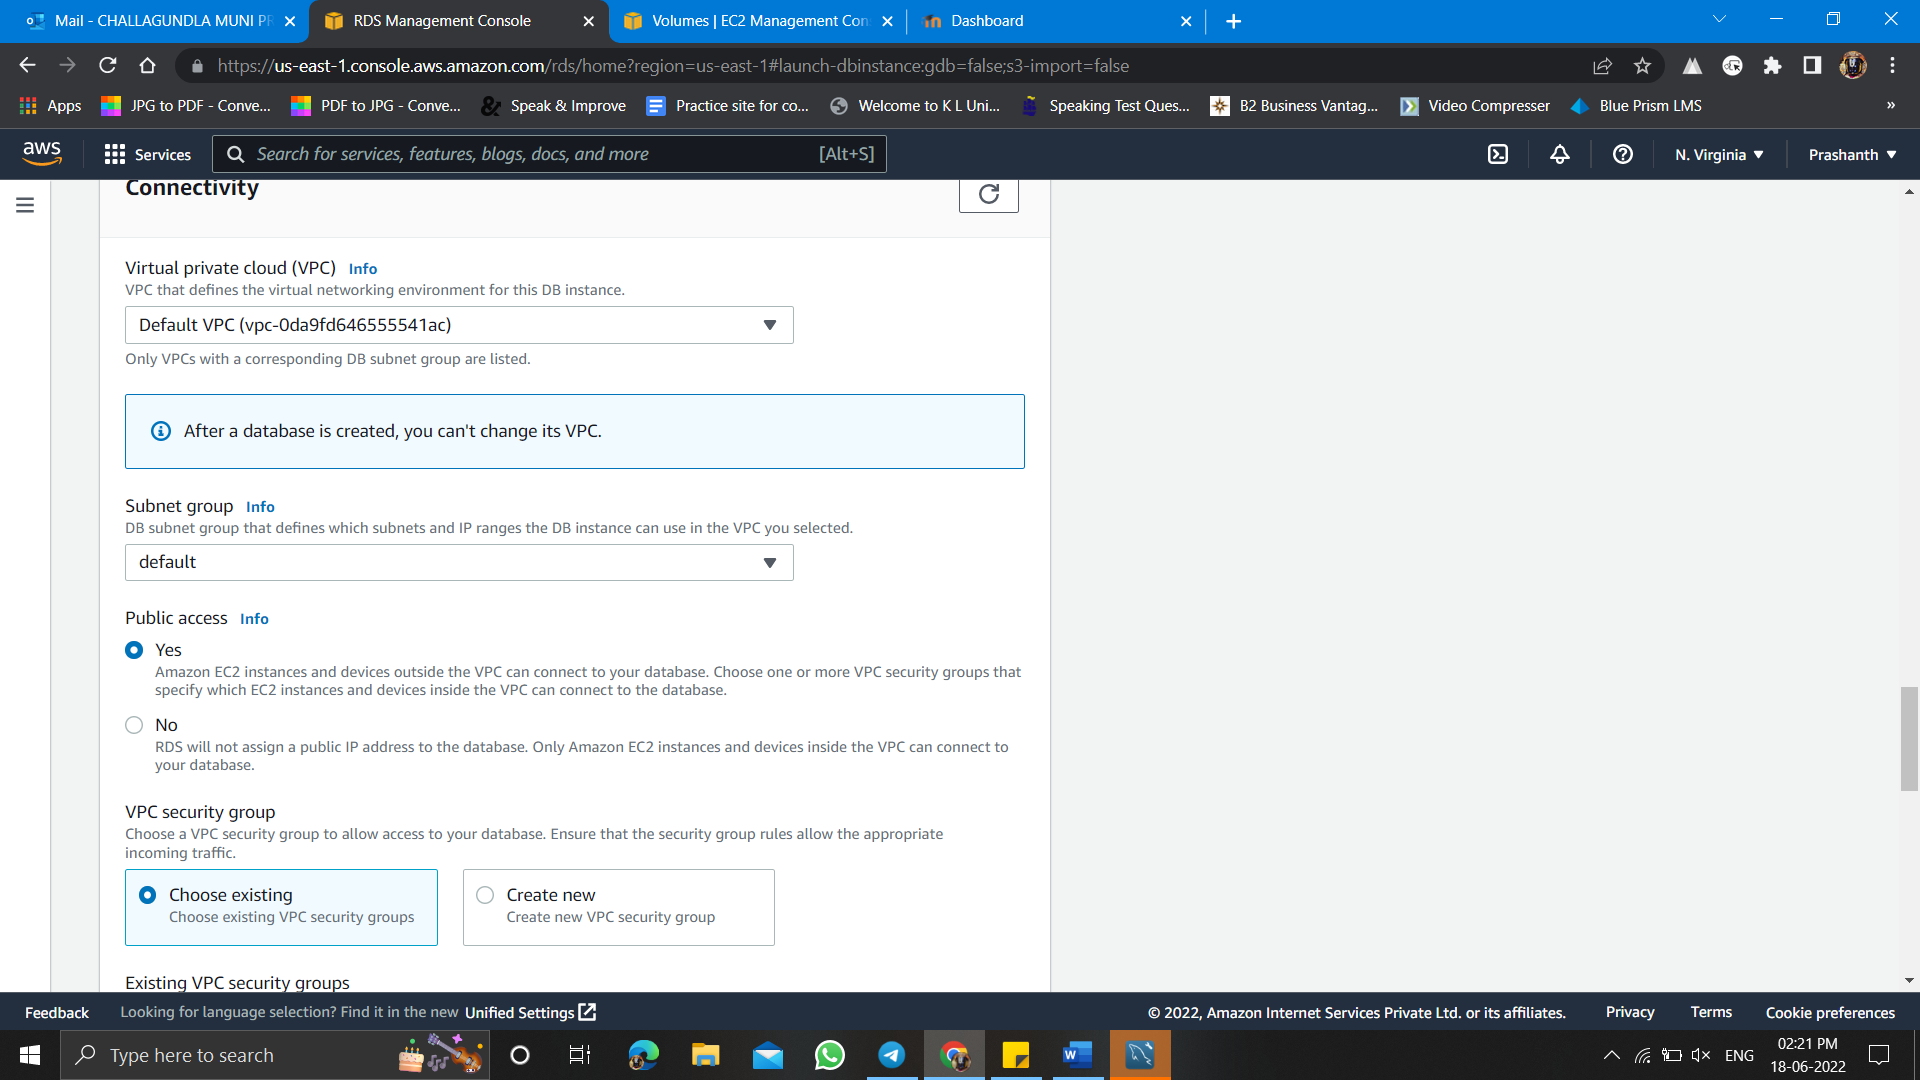 Mail - CHALLAGUNDLA MUNI PR
RDS Management Console
Volumes | EC2 Management Con
Dashboard
https://us-east-1.console.aws.amazon.com/rds/home?region=us-east-1#launch-dbinstance:gdb=false;s3-import=false
Apps
JPG to PDF - Conve...
PDF to JPG - Conve...
Speak & Improve
Practice site for co...
Welcome to K L Uni...
Speaking Test Ques...
B2 Business Vantag...
Video Compresser
Blue Prism LMS
»
aws
Services
Search for services, features, blogs, docs, and more
[Alt+S]
N. Virginia
Prashanth
Connectivity
Virtual private cloud (VPC) Info
VPC that defines the virtual networking environment for this DB instance.
Default VPC (vpc-0da9fd646555541ac)
Only VPCs with a corresponding DB subnet group are listed.
After a database is created, you can't change its VPC.
Subnet group Info
DB subnet group that defines which subnets and IP ranges the DB instance can use in the VPC you selected.
default
Public access Info
Yes
Amazon EC2 instances and devices outside the VPC can connect to your database. Choose one or more VPC security groups that
specify which EC2 instances and devices inside the VPC can connect to the database.
No
RDS will not assign a public IP address to the database. Only Amazon EC2 instances and devices inside the VPC can connect to
your database.
VPC security group
Choose a VPC security group to allow access to your database. Ensure that the security group rules allow the appropriate
incoming traffic.
Choose existing
Choose existing VPC security groups
Create new
Create new VPC security group
Existing VPC security groups
Feedback
Looking for language selection? Find it in the new Unified Settings
© 2022, Amazon Internet Services Private Ltd. or its affiliates.
Privacy
Terms
Cookie preferences
Type here to search
ENG
02:21 PM
18-06-2022